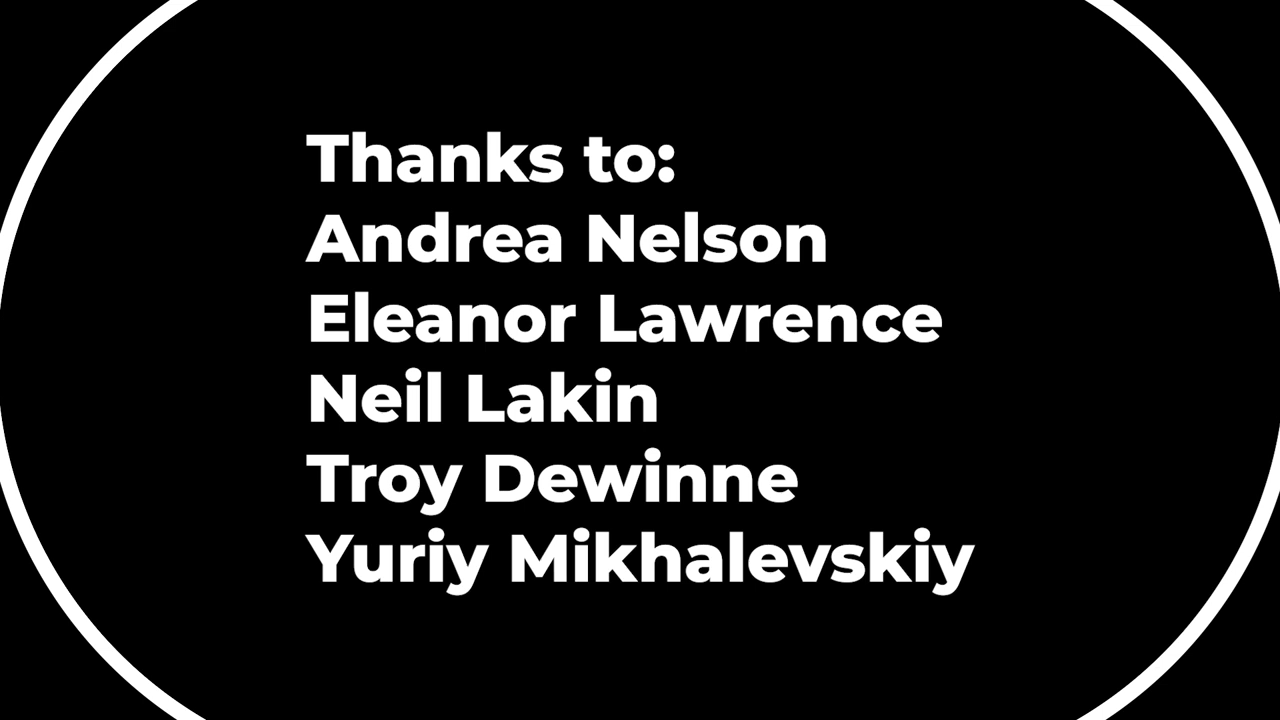 Thanks to:
Andrea Nelson
Eleanor Lawrence
Neil Lakin
Troy Dewinne
Yuriy Mikhalevskiy